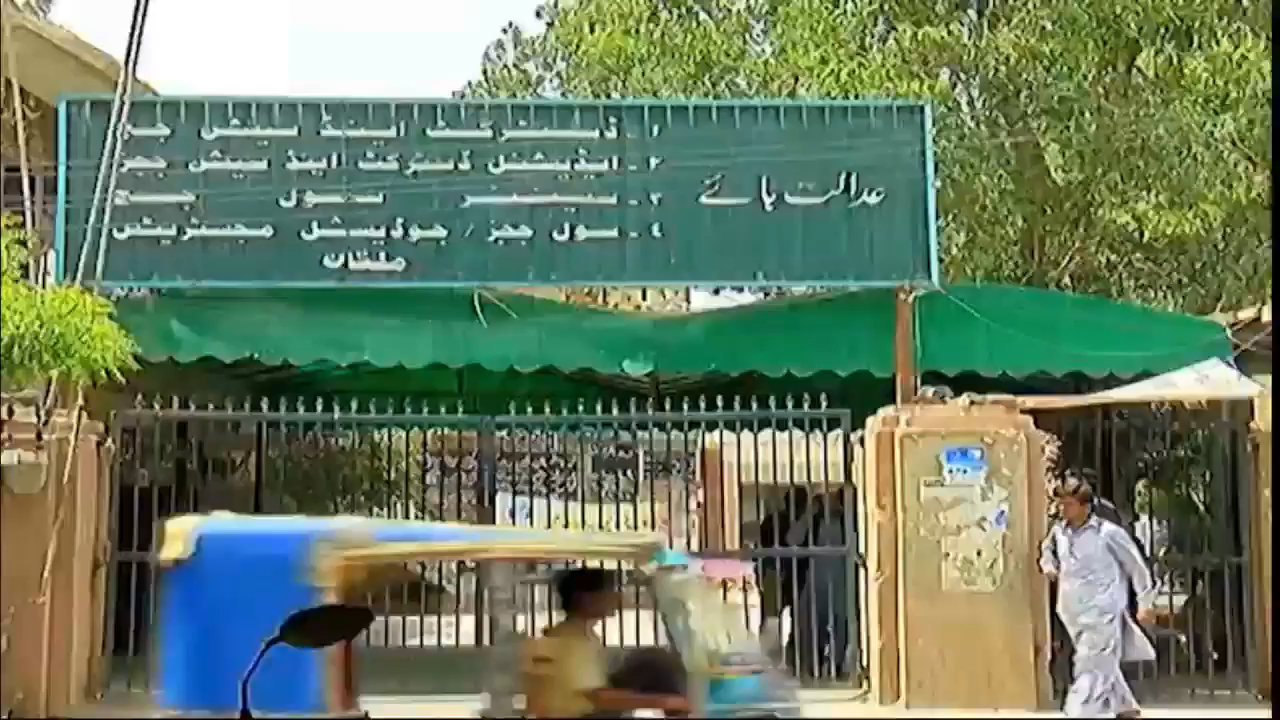 عدالت ہائے
۱۔ ڈسٹرکٹ اینڈ سیشن جج
۲۔ ایڈیشنل ڈسٹرکٹ اینڈ سیشن ججز
۳۔ سینئر سول جج
۴۔ سول ججز / جوڈیشل مجسٹریٹس
ملتان